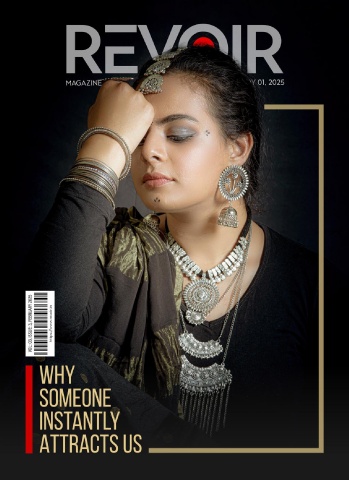 REVOIR
MAGAZINE
01, 2025
WHY
SOMEONE
INSTANTLY
ATTRACTS US